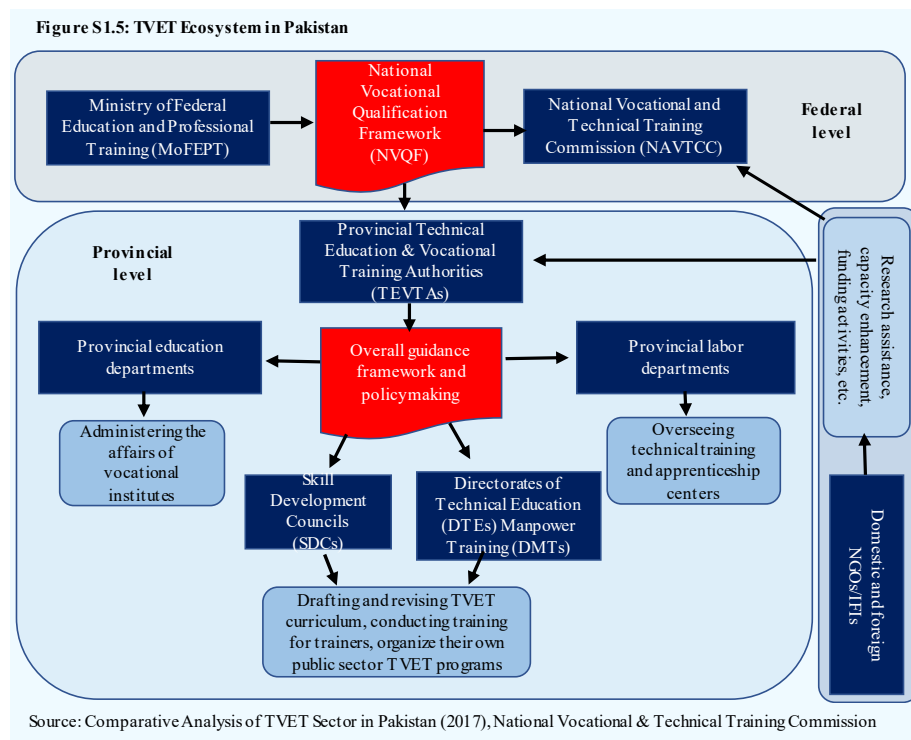 Figure S1.5: TVET Ecosystem in Pakistan
Ministry of Federal
Education and Professional
Training (MoFEPT)
National
Vocational
Qualification
Framework
(NVQF)
National Vocational and
Technical Training
Commission (NAVTCC)
Federal
level
Provincial
level
Provincial Technical
Education & Vocational
Training Authorities
(TEVTAs)
Research assistance,
capacity enhancement,
funding activities, etc.
Provincial education
departments
Overall guidance
framework and
policymaking
Provincial labor
departments
Administering the
affairs of
vocational
institutes
Overseeing
technical training
and apprenticeship
centers
Skill
Development
Councils
(SDCs)
Directorates of
Technical Education
(DTEs) Manpower
Training (DMTs)
Domestic and foreign
NGOs/IFIs
Drafting and revising TVET
curriculum, conducting training
for trainers, organize their own
public sector TVET programs
Source: Comparative Analysis of TVET Sector in Pakistan (2017), National Vocational & Technical Training Commission